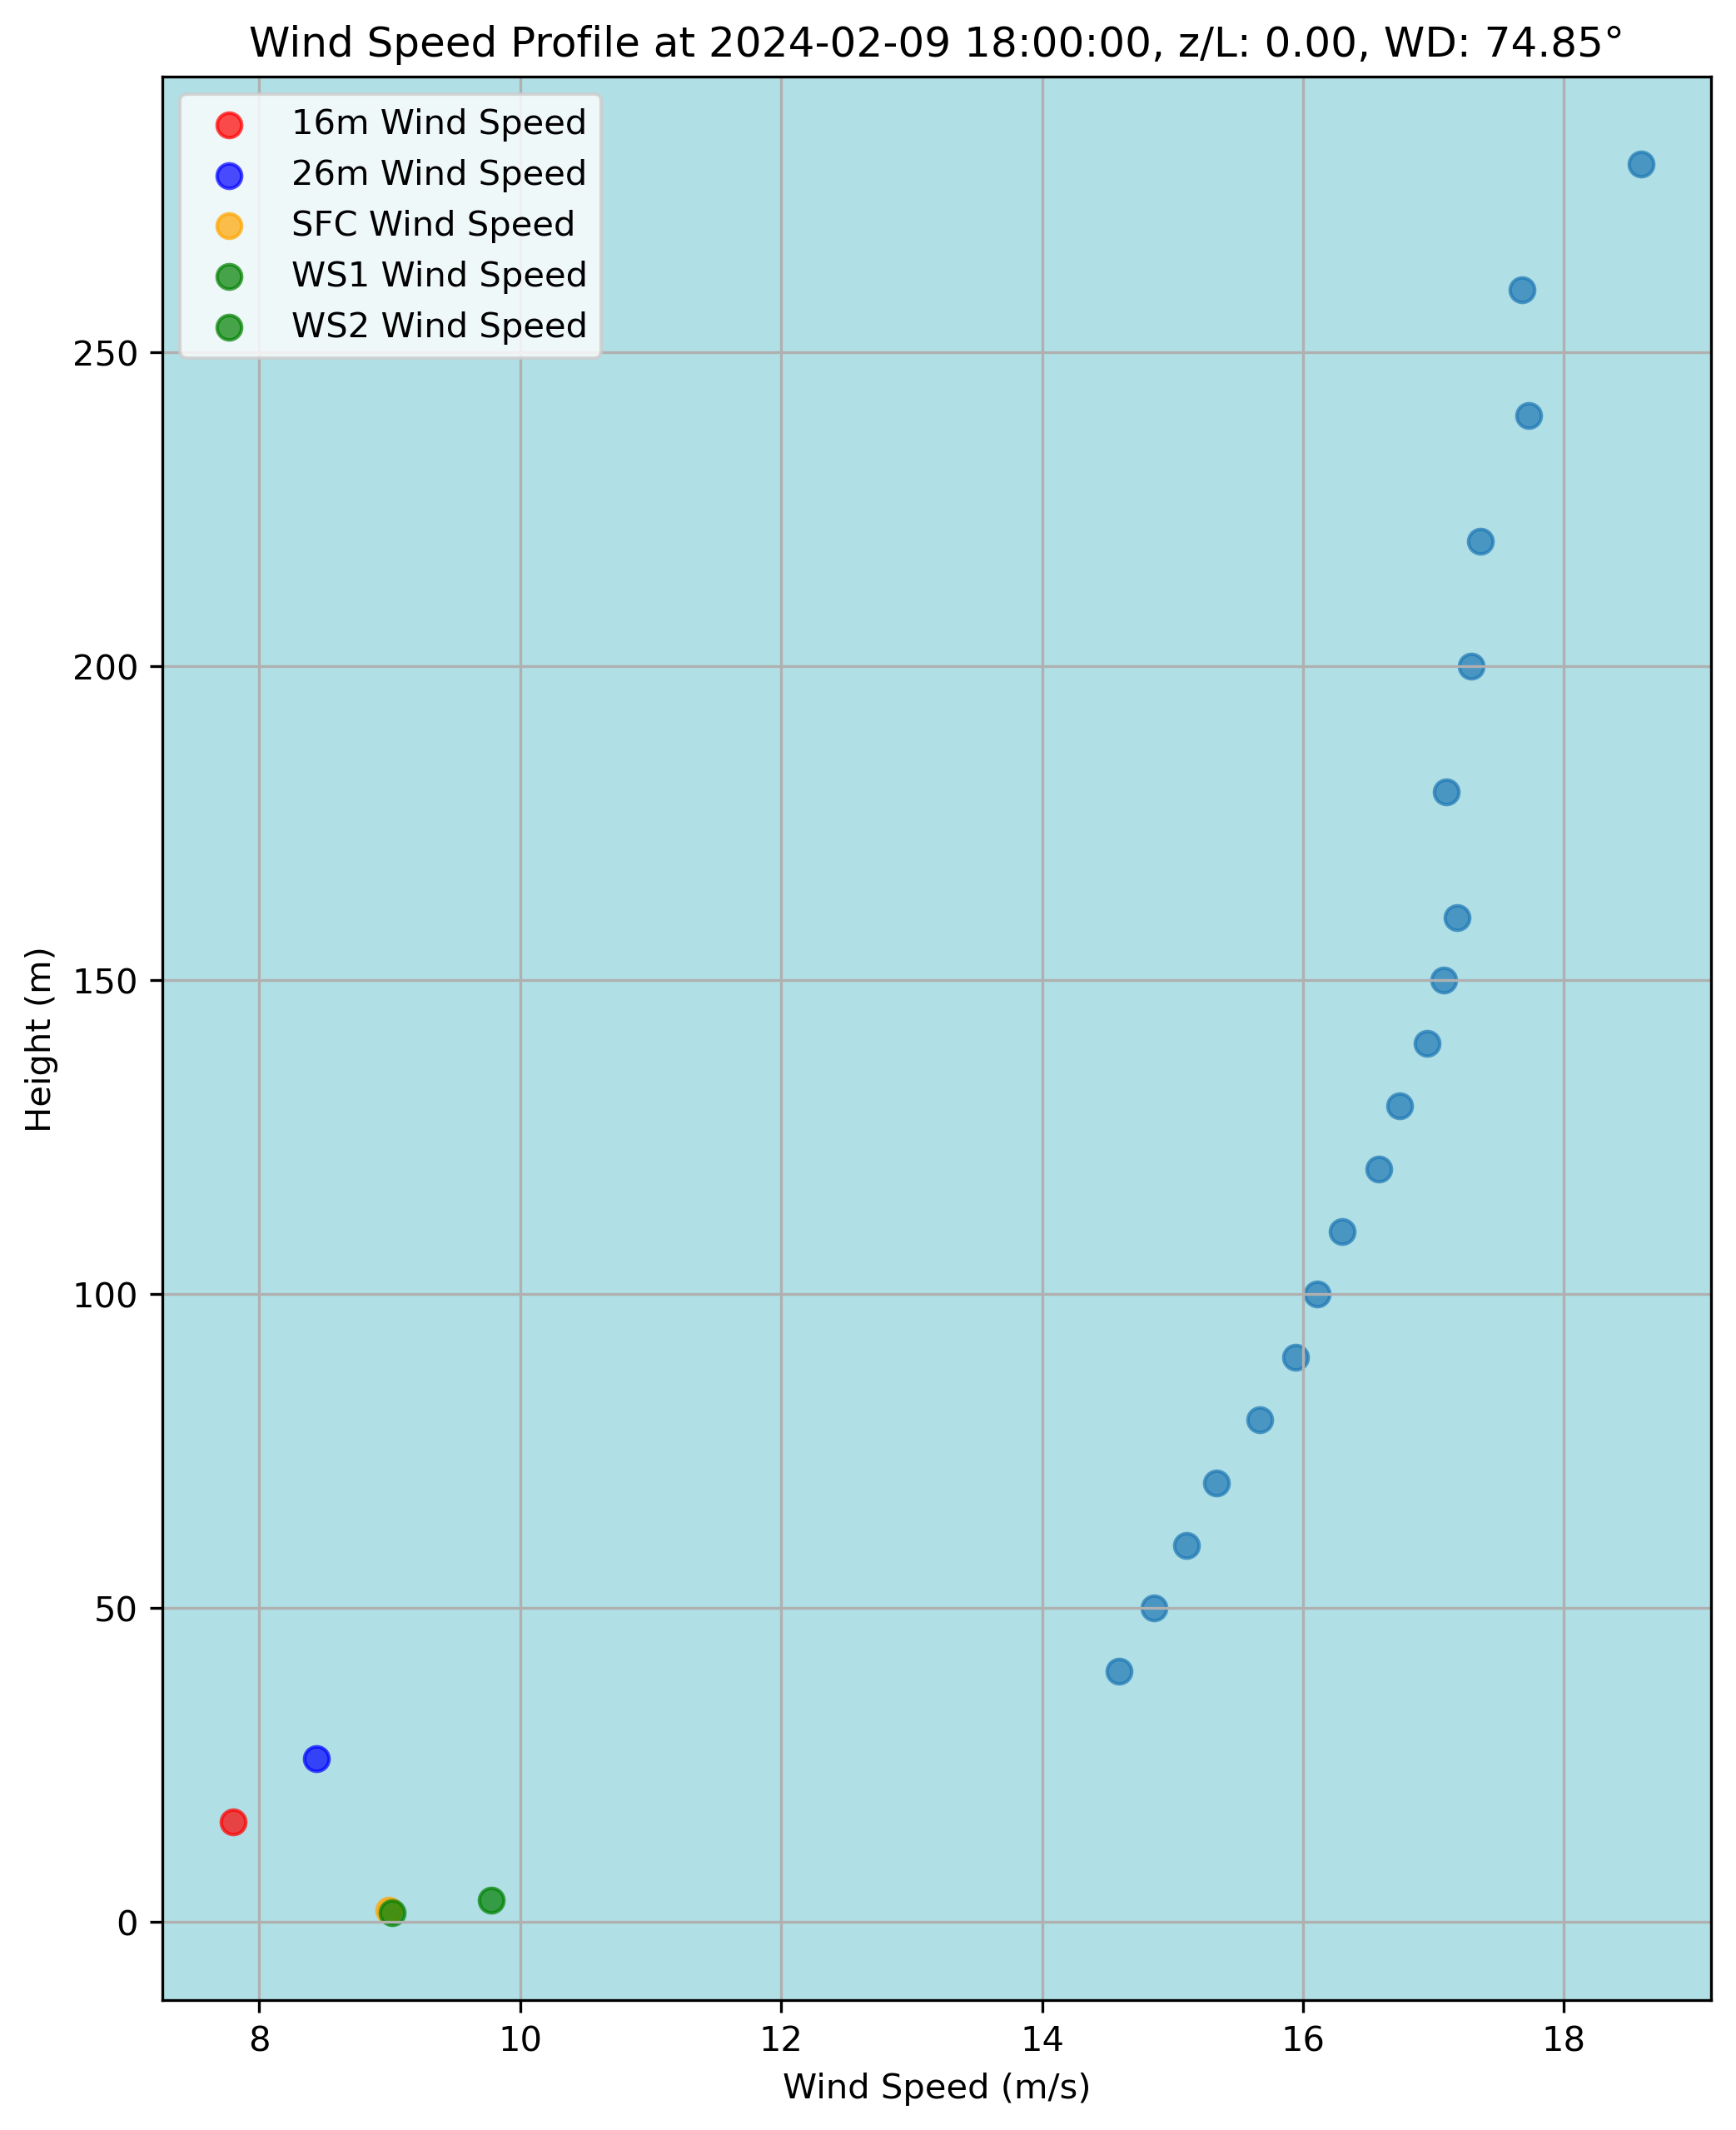 Wind Speed Profile at 2024-02-09 18:00:00, z/L: 0.00, WD: 74.85°
16m Wind Speed
26m Wind Speed
SFC Wind Speed
WS1 Wind Speed
WS2 Wind Speed
250
200
150
100
50
0
Height (m)
8 10 12 14 16 18
Wind Speed (m/s)